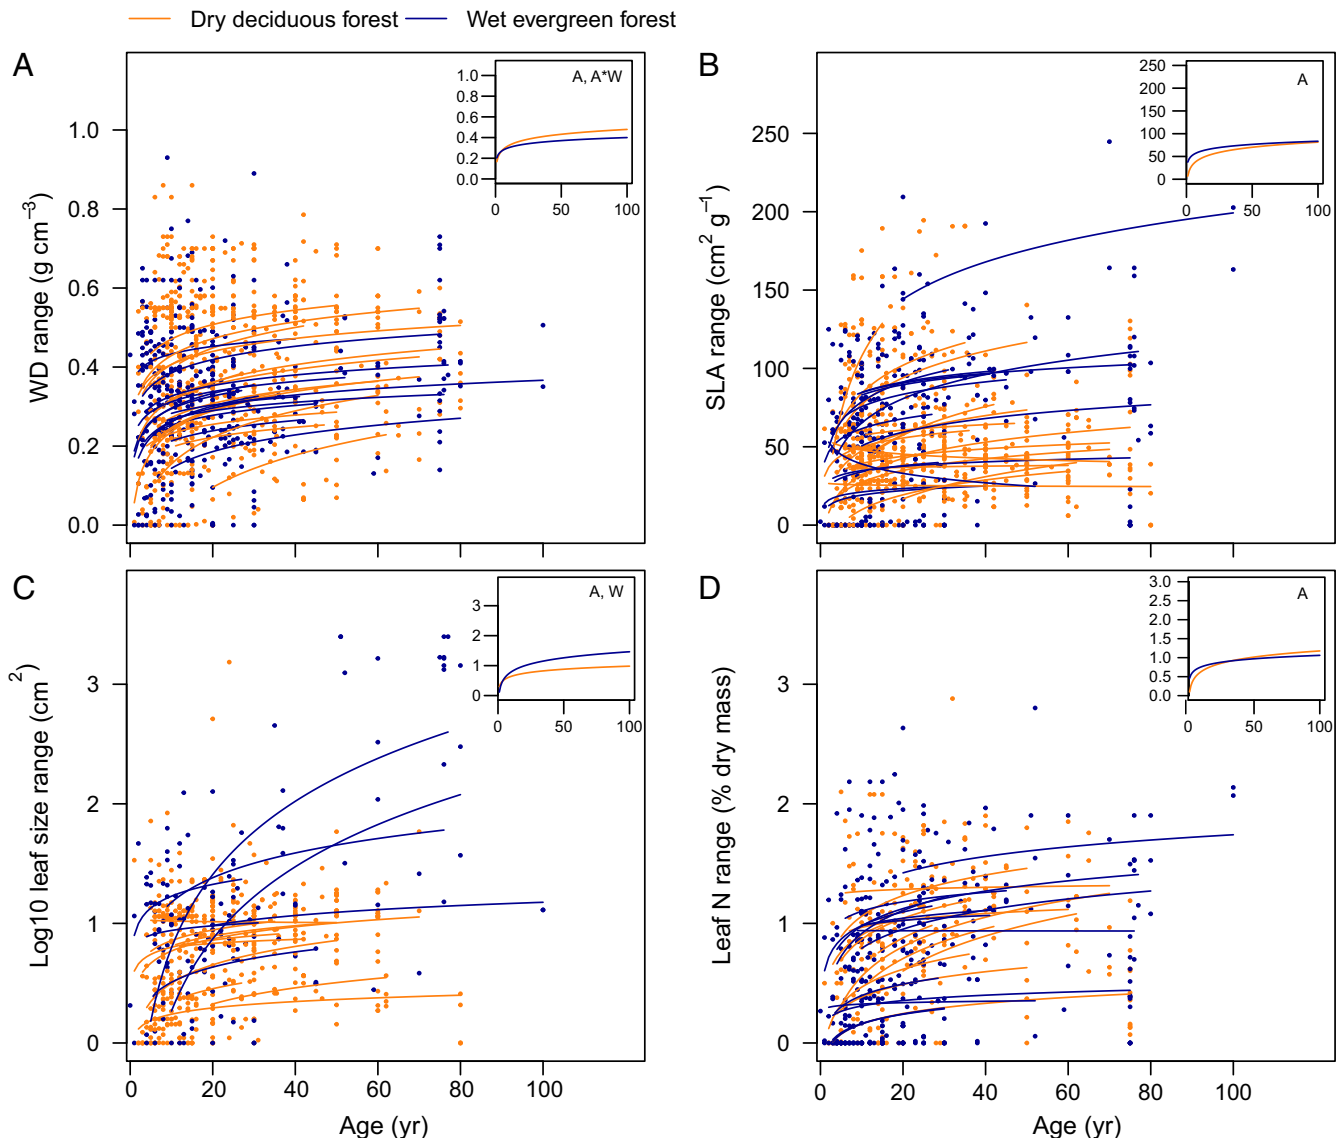 Dry deciduous forest Wet evergreen forest
A
WD range (g cm⁻³)
1.0
0.8
0.6
0.4
0.2
0.0
A, A*W
1.0
0.8
0.6
0.4
0.2
0.0
0 50 100
B
SLA range (cm² g⁻¹)
250
200
150
100
50
0
A
250
200
150
100
50
0
0 50 100
C
Log10 leaf size range (cm²)
3
2
1
0
A, W
3
2
1
0
0 50 100
0 20 40 60 80 100
Age (yr)
D
Leaf N range (% dry mass)
3
2
1
0
A
3.0
2.5
2.0
1.5
1.0
0.5
0.0
0 50 100
0 20 40 60 80 100
Age (yr)